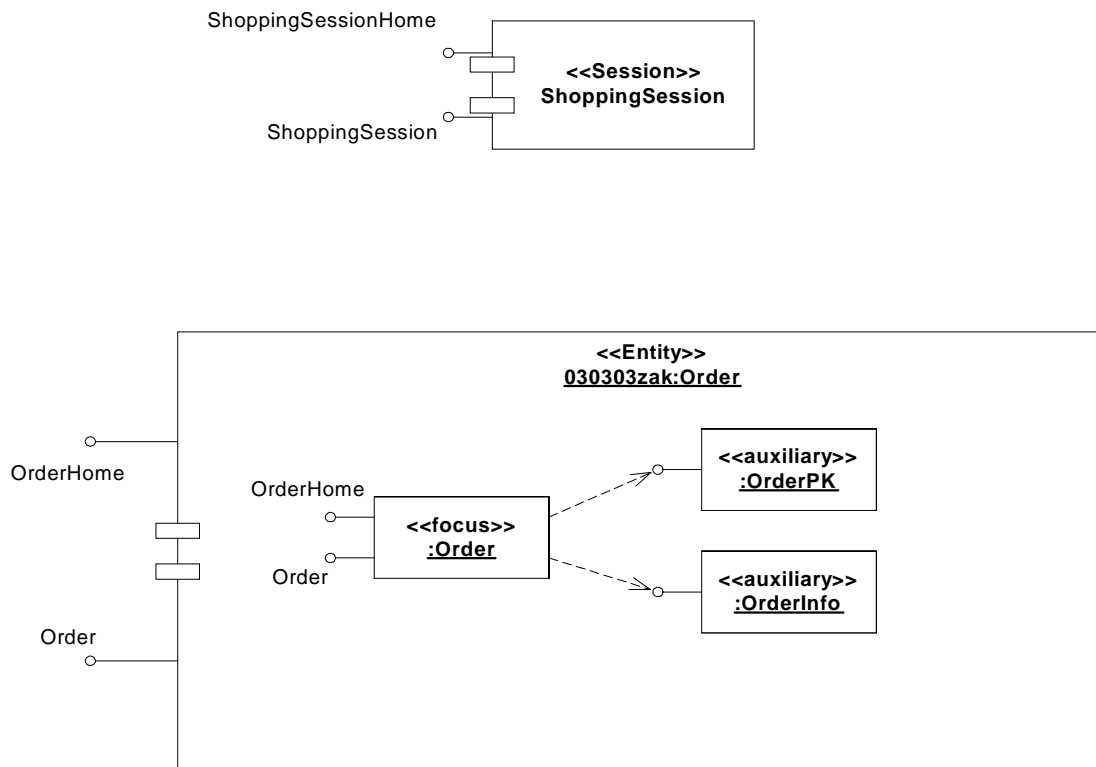 ShoppingSessionHome
<<Session>>
ShoppingSession
ShoppingSession
<<Entity>>
030303zak:Order
OrderHome
<<auxiliary>>
:OrderPK
OrderHome
<<focus>>
:Order
Order
<<auxiliary>>
:OrderInfo
Order